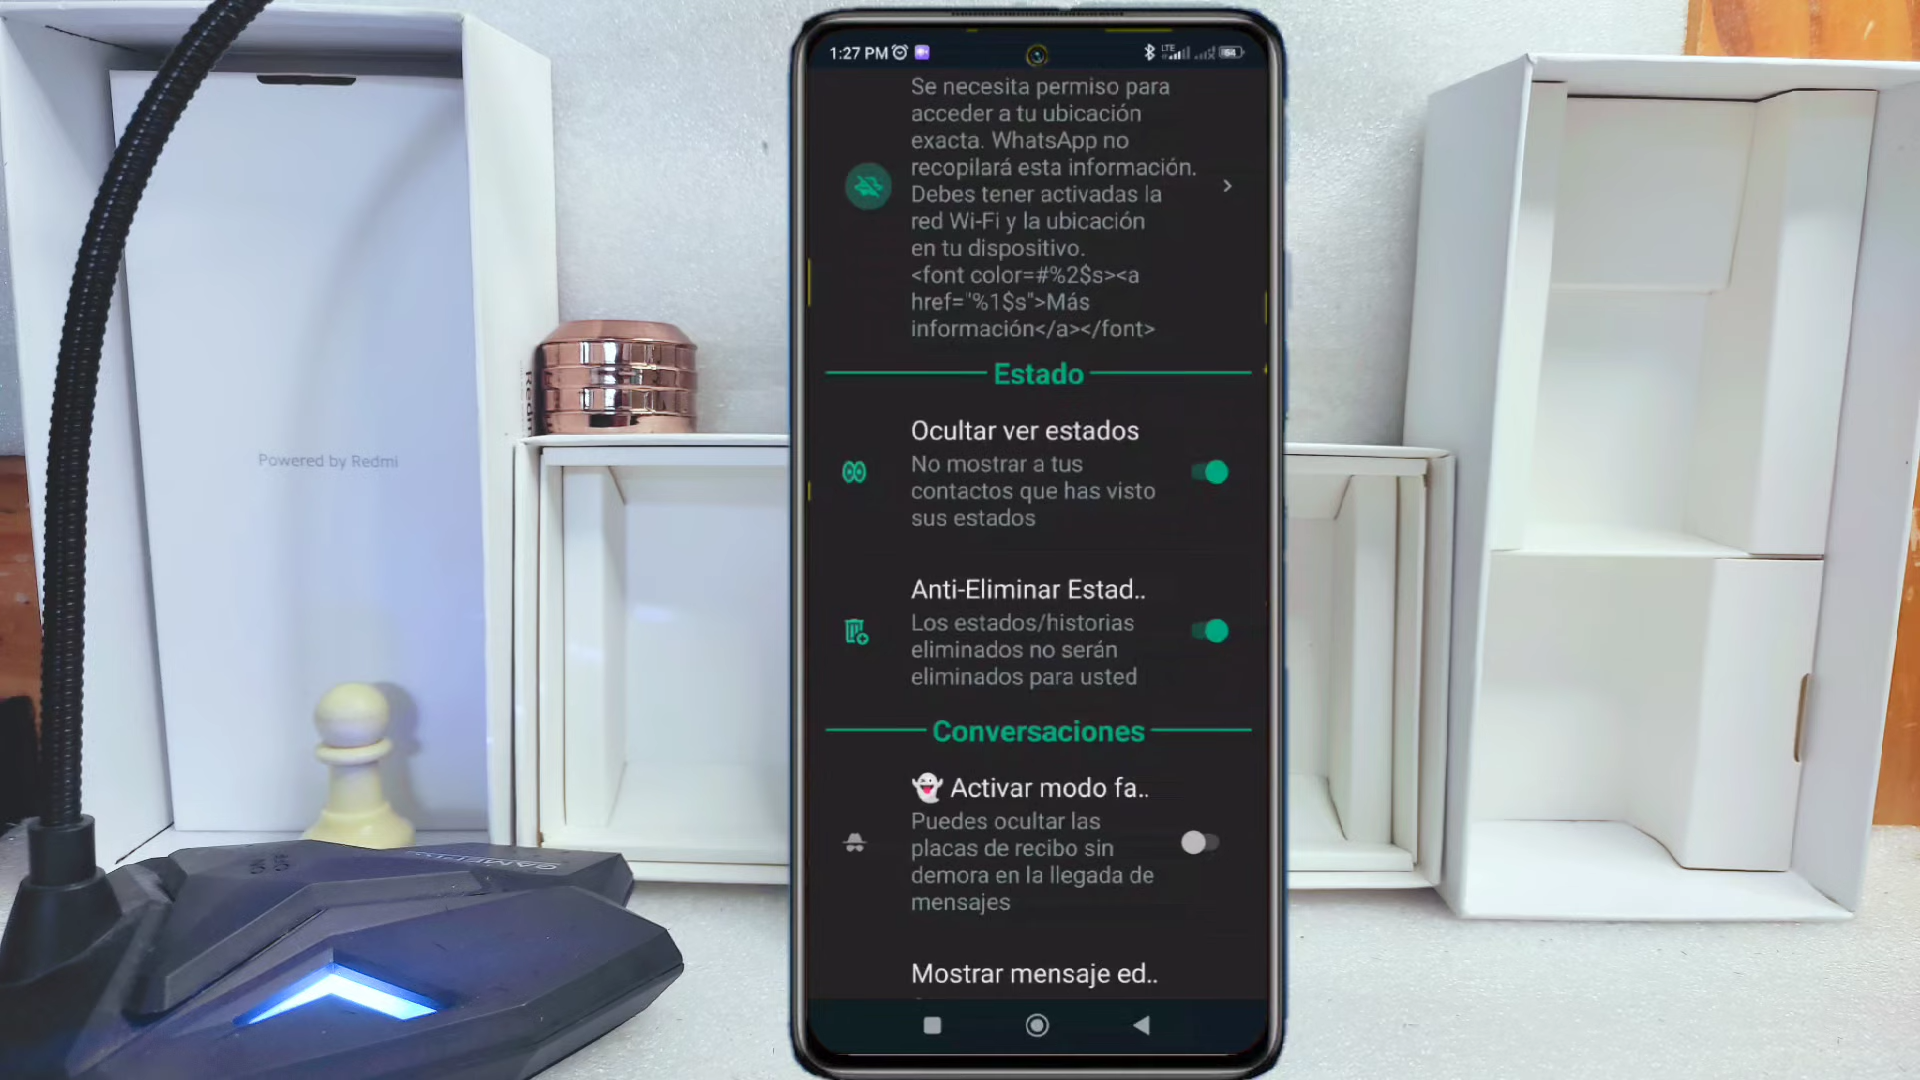 1:27 PM
LTE
54
Se necesita permiso para
acceder a tu ubicación
exacta. WhatsApp no
recopilará esta información.
Debes tener activadas la
red Wi-Fi y la ubicación
en tu dispositivo.
<font color=#%2$s><a
href="%1$s">Más
información</a></font>
Estado
Ocultar ver estados
No mostrar a tus
contactos que has visto
sus estados
Anti-Eliminar Estad..
Los estados/historias
eliminados no serán
eliminados para usted
Conversaciones
👻 Activar modo fa..
Puedes ocultar las
placas de recibo sin
demora en la llegada de
mensajes
Mostrar mensaje ed..
Powered by Redmi